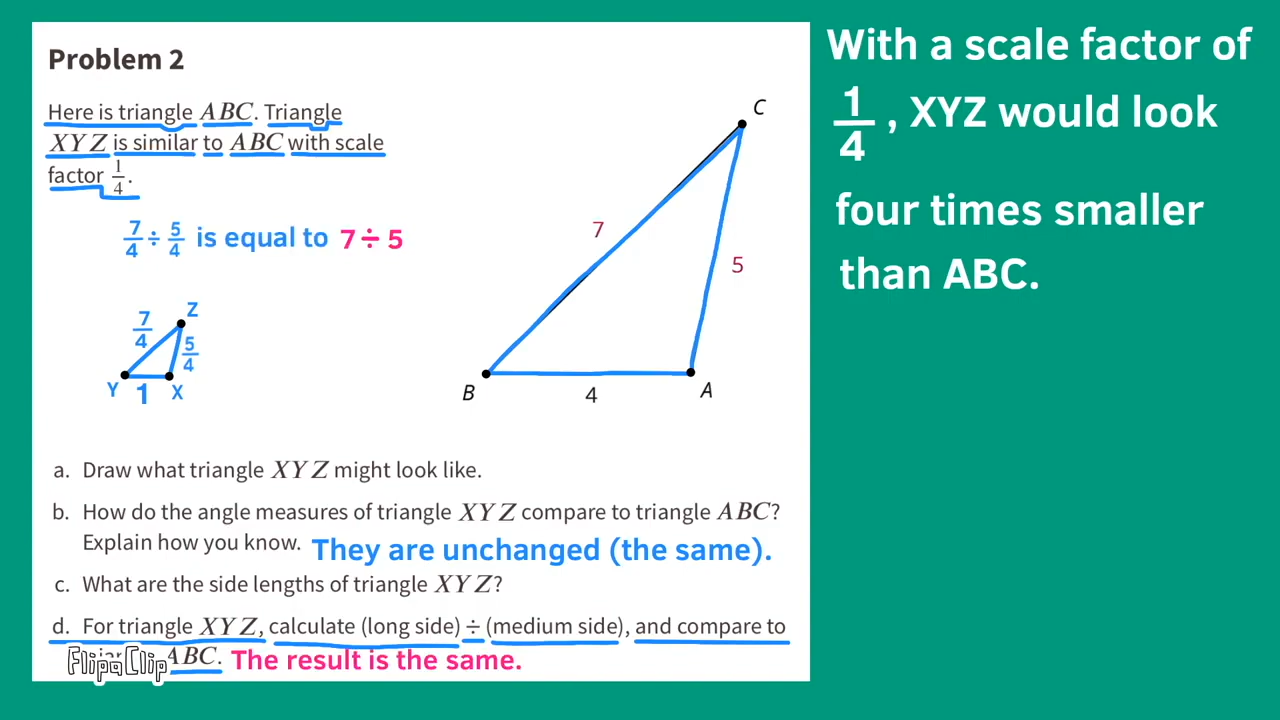 Problem 2
Here is triangle ABC. Triangle
XYZ is similar to ABC with scale
factor 1/4.
7/4 ÷ 5/4 is equal to 7 ÷ 5
Z
7/4
5/4
Y
1
X
C
7
5
B
4
A
a. Draw what triangle XYZ might look like.
b. How do the angle measures of triangle XYZ compare to triangle ABC?
Explain how you know. They are unchanged (the same).
c. What are the side lengths of triangle XYZ?
d. For triangle XYZ, calculate (long side) ÷ (medium side), and compare to
FlipaClip ABC. The result is the same.
With a scale factor of
1/4, XYZ would look
four times smaller
than ABC.